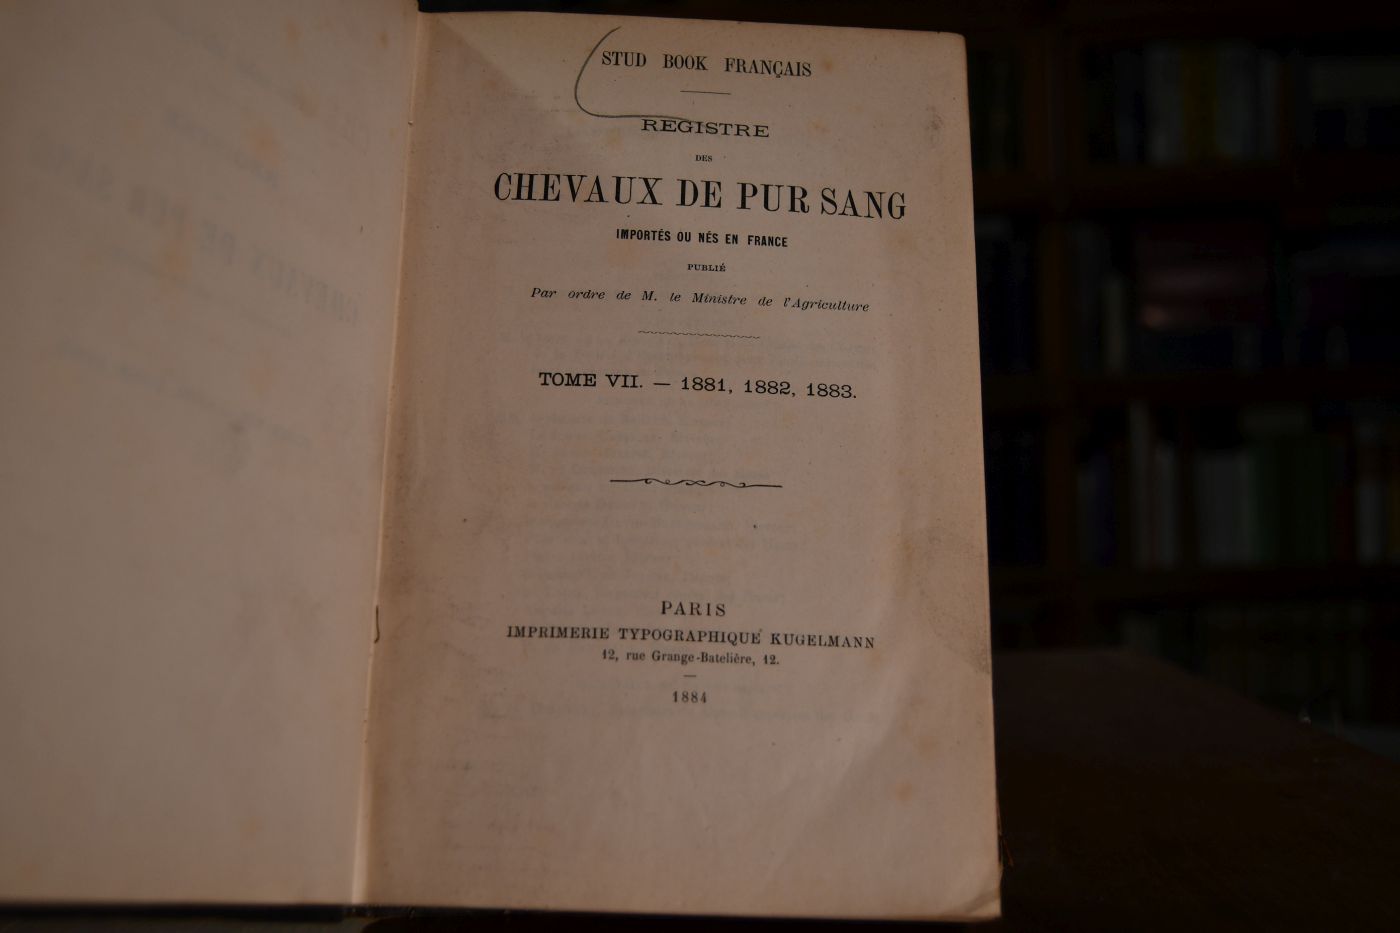 STUD BOOK FRANÇAIS
REGISTRE
DES
CHEVAUX DE PUR SANG
IMPORTÉS OU NÉS EN FRANCE
PUBLIÉ
Par ordre de M. le Ministre de l'Agriculture
TOME VII. — 1881, 1882, 1883.
PARIS
IMPRIMERIE TYPOGRAPHIQUE KUGELMANN
12, rue Grange-Batelière, 12.
1884